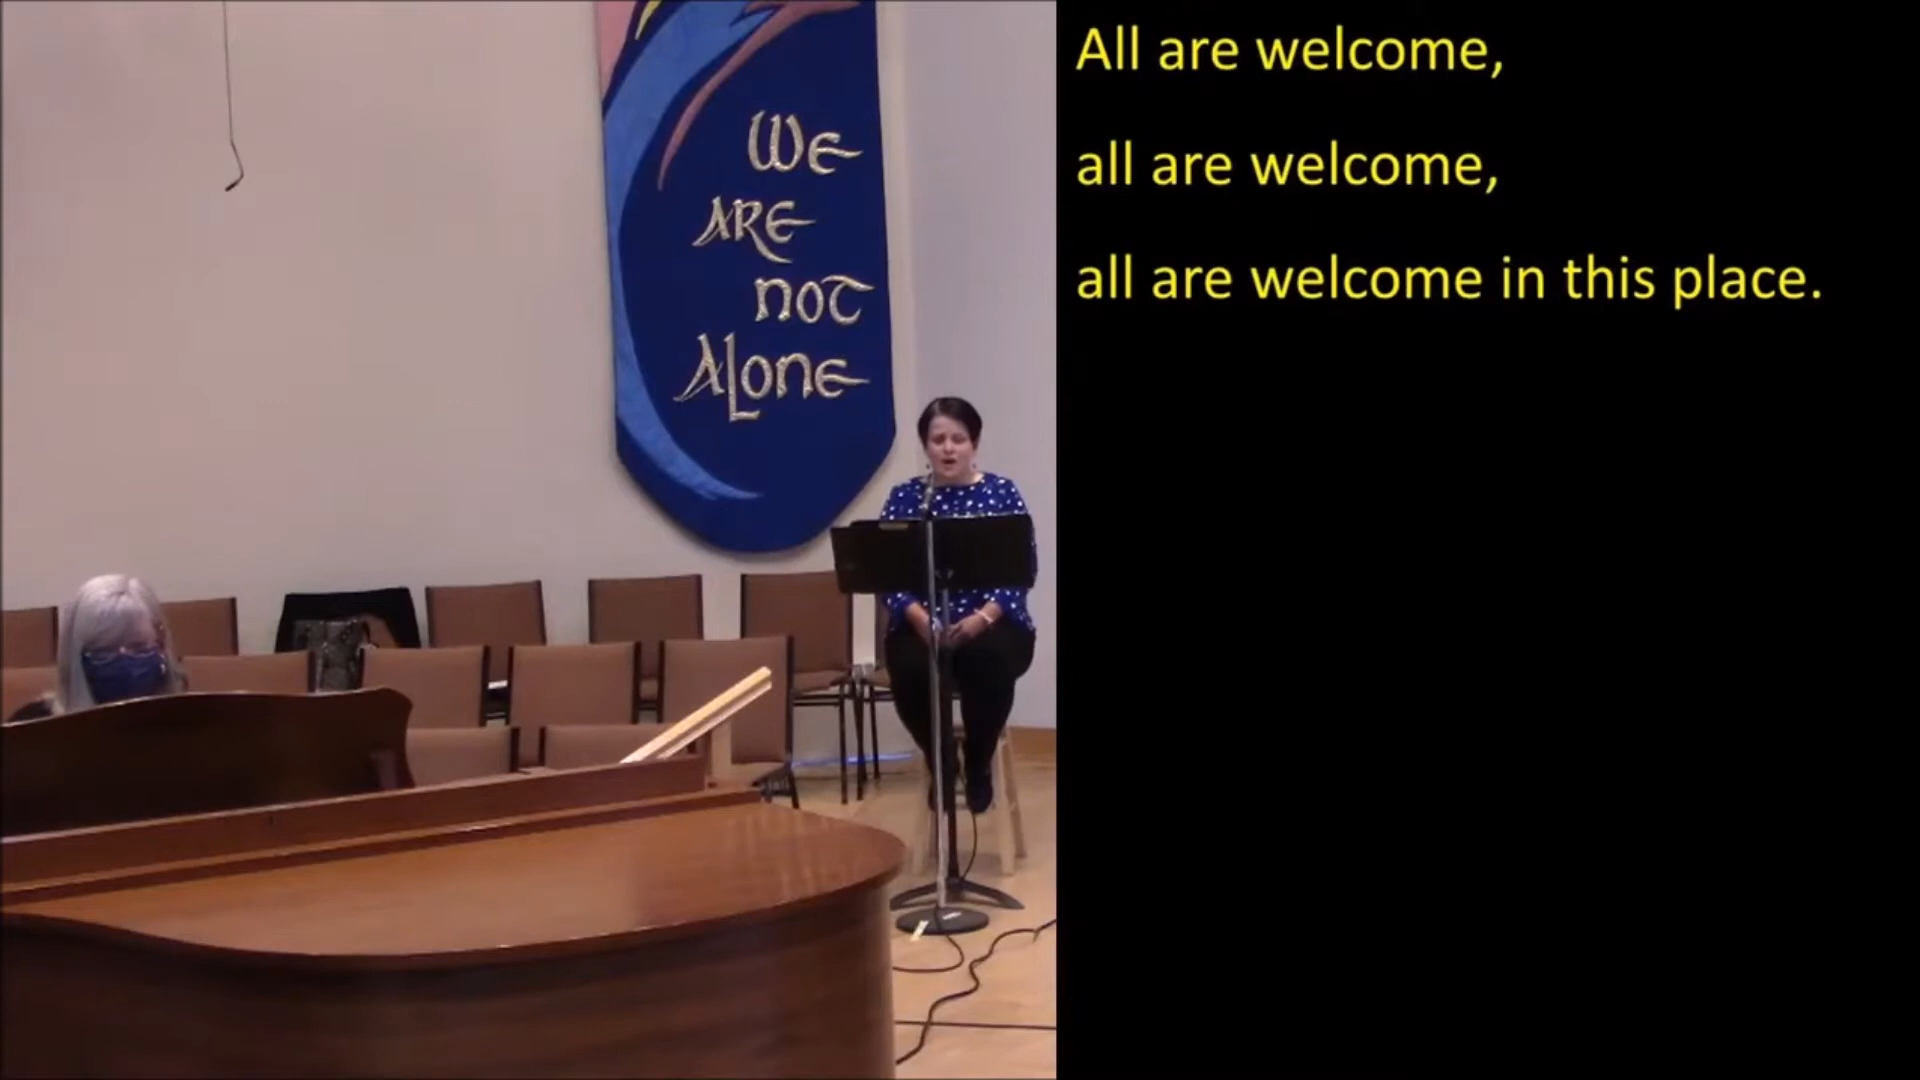 We
are
not
Alone
All are welcome,
all are welcome,
all are welcome in this place.